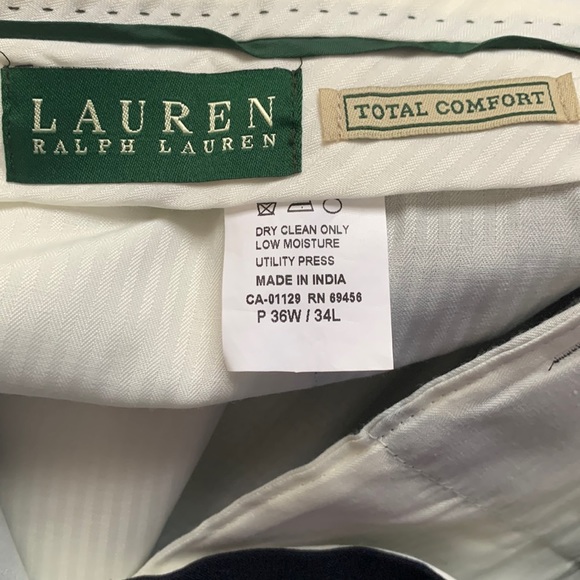 LAUREN
RALPH LAUREN
TOTAL COMFORT
DRY CLEAN ONLY
LOW MOISTURE
UTILITY PRESS
MADE IN INDIA
CA-01129 RN 69456
P 36W / 34L